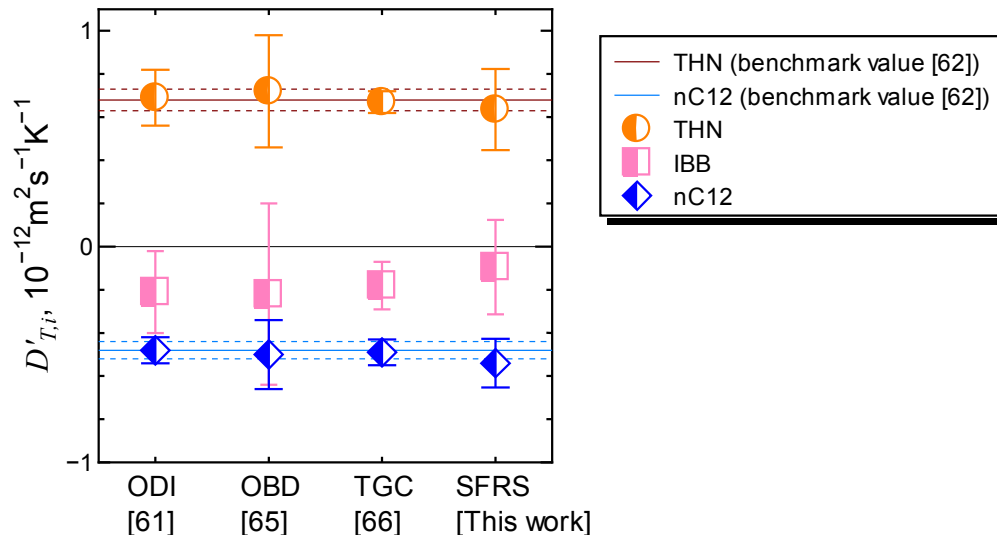 1
0
−1
D′T,i, 10−12m2s−1K−1
ODI
[61]
OBD
[65]
TGC
[66]
SFRS
[This work]
THN (benchmark value [62])
nC12 (benchmark value [62])
THN
IBB
nC12